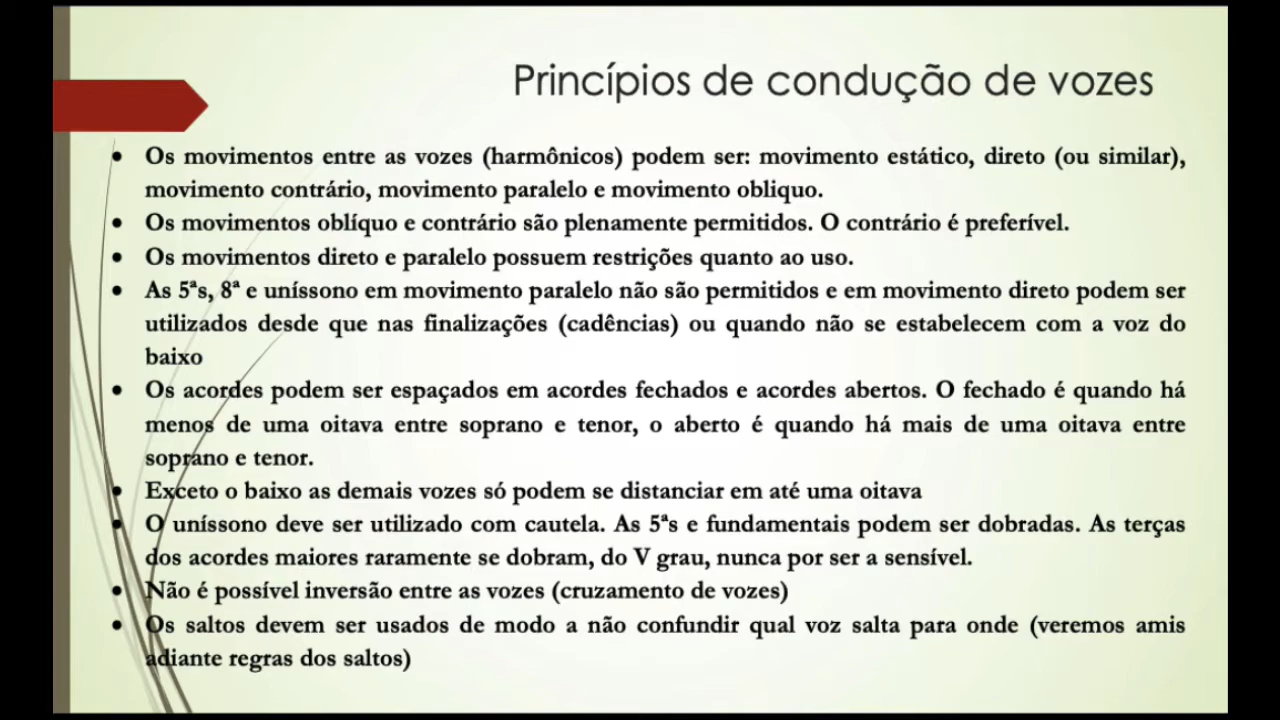 Princípios de condução de vozes
• Os movimentos entre as vozes (harmônicos) podem ser: movimento estático, direto (ou similar),
movimento contrário, movimento paralelo e movimento obliquo.
• Os movimentos oblíquo e contrário são plenamente permitidos. O contrário é preferível.
• Os movimentos direto e paralelo possuem restrições quanto ao uso.
• As 5ªs, 8ª e uníssono em movimento paralelo não são permitidos e em movimento direto podem ser
utilizados desde que nas finalizações (cadências) ou quando não se estabelecem com a voz do
baixo
• Os acordes podem ser espaçados em acordes fechados e acordes abertos. O fechado é quando há
menos de uma oitava entre soprano e tenor, o aberto é quando há mais de uma oitava entre
soprano e tenor.
• Exceto o baixo as demais vozes só podem se distanciar em até uma oitava
• O uníssono deve ser utilizado com cautela. As 5ªs e fundamentais podem ser dobradas. As terças
dos acordes maiores raramente se dobram, do V grau, nunca por ser a sensível.
• Não é possível inversão entre as vozes (cruzamento de vozes)
• Os saltos devem ser usados de modo a não confundir qual voz salta para onde (veremos amis
adiante regras dos saltos)